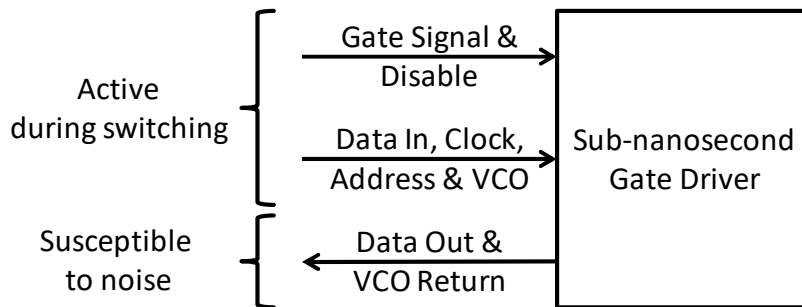 Active
during switching
Gate Signal &
Disable
Data In, Clock,
Address & VCO
Sub-nanosecond
Gate Driver
Susceptible
to noise
Data Out &
VCO Return